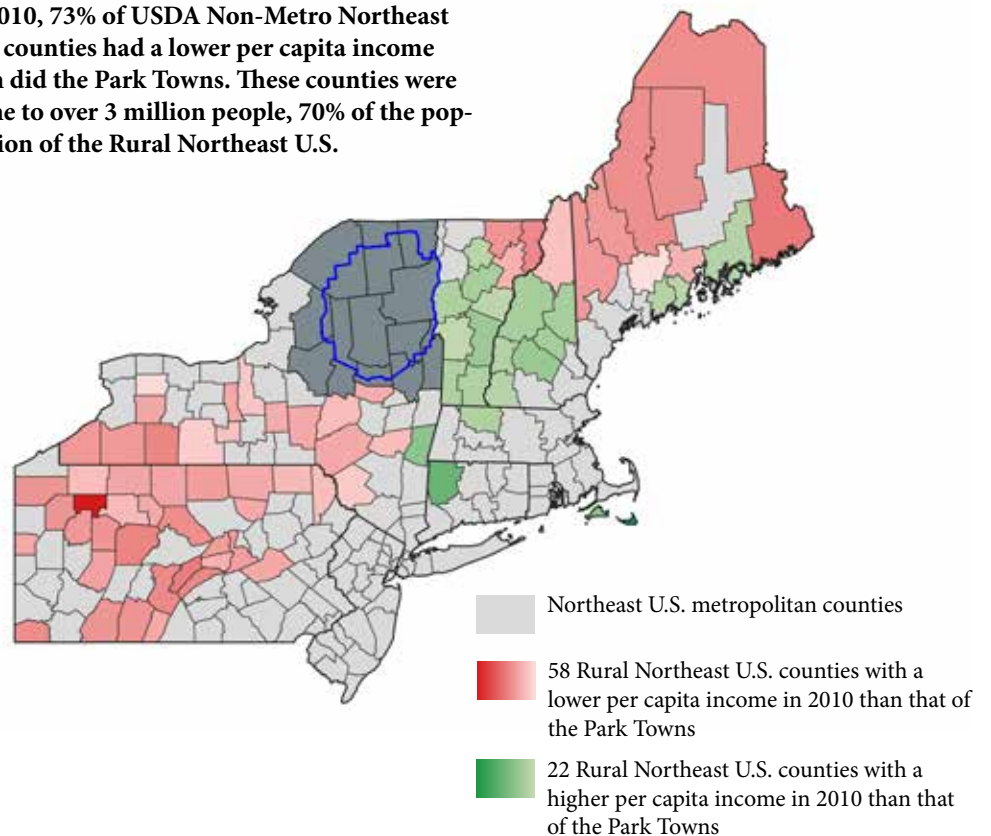 010, 73% of USDA Non-Metro Northeast
counties had a lower per capita income
did the Park Towns. These counties were
to over 3 million people, 70% of the pop-
ion of the Rural Northeast U.S.
Northeast U.S. metropolitan counties
58 Rural Northeast U.S. counties with a
lower per capita income in 2010 than that of
the Park Towns
22 Rural Northeast U.S. counties with a
higher per capita income in 2010 than that
of the Park Towns